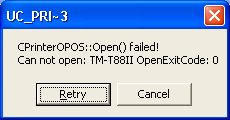 UC_PRI~3
CPrinterOPOS::Open() failed!
Can not open: TM-T88II OpenExitCode: 0
Retry
Cancel